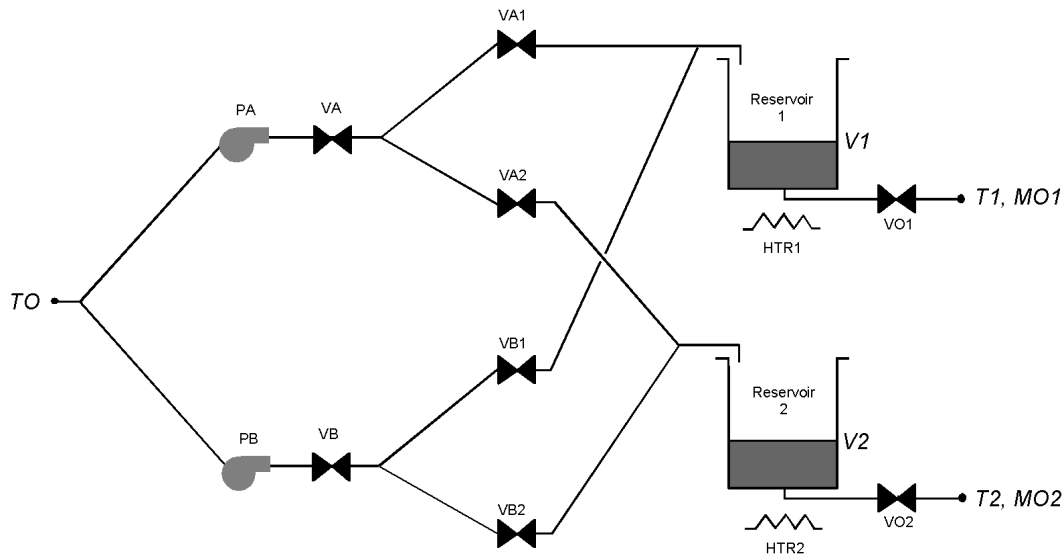 VA1
PA
VA
Reservoir
1
V1
VA2
T1, MO1
VO1
HTR1
TO
VB1
PB
VB
Reservoir
2
V2
VB2
T2, MO2
VO2
HTR2